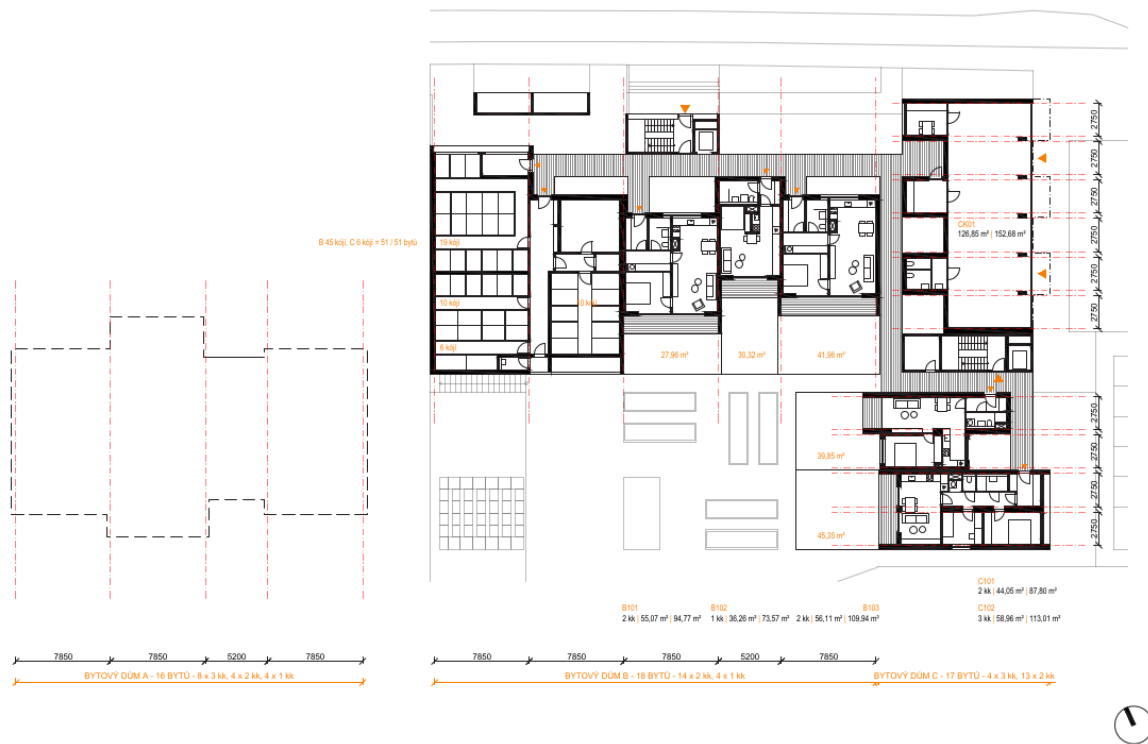 2750
2750
2750
2750
2750
2750
CK01
126,85 m² | 152,68 m²
B 45 kójí, C 6 kójí = 51 / 51 bytů
19 kójí
10 kójí
10 kójí
6 kójí
27,96 m²
30,32 m²
41,96 m²
2750
2750
2750
2750
39,85 m²
45,35 m²
C101
2 kk | 44,05 m² | 87,80 m²
B101
2 kk | 55,07 m² | 94,77 m²
B102
1 kk | 36,26 m² | 73,57 m²
B103
2 kk | 56,11 m² | 109,94 m²
C102
3 kk | 58,96 m² | 113,01 m²
7850
7850
5200
7850
7850
7850
7850
5200
7850
BYTOVÝ DŮM A - 16 BYTŮ - 8 x 3 kk, 4 x 2 kk, 4 x 1 kk
BYTOVÝ DŮM B - 18 BYTŮ - 14 x 2 kk, 4 x 1 kk
BYTOVÝ DŮM C - 17 BYTŮ - 4 x 3 kk, 13 x 2 kk